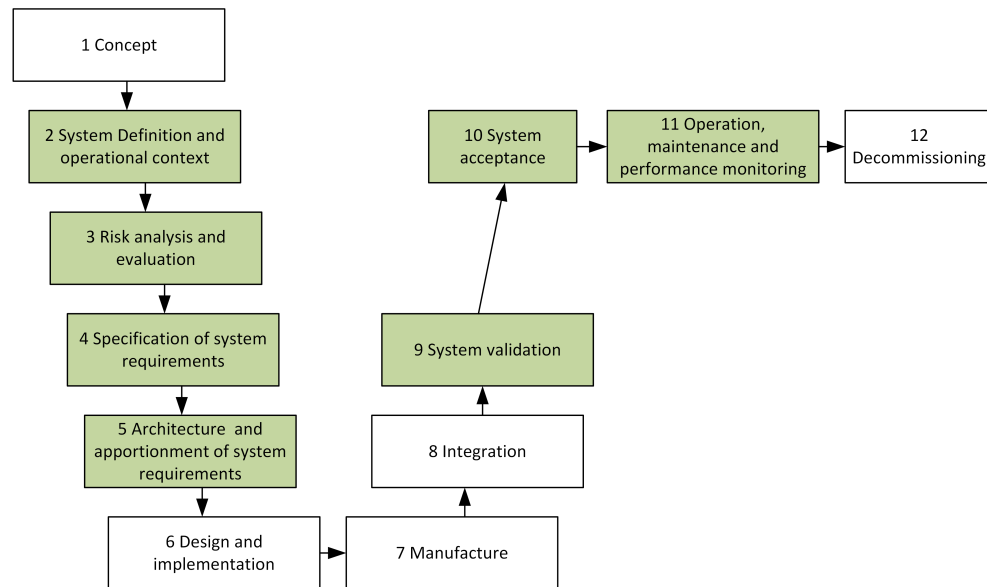 1 Concept
2 System Definition and
operational context
3 Risk analysis and
evaluation
4 Specification of system
requirements
5 Architecture  and
apportionment of system
requirements
6 Design and
implementation
7 Manufacture
8 Integration
9 System validation
10 System
acceptance
11 Operation,
maintenance and
performance monitoring
12
Decommissioning